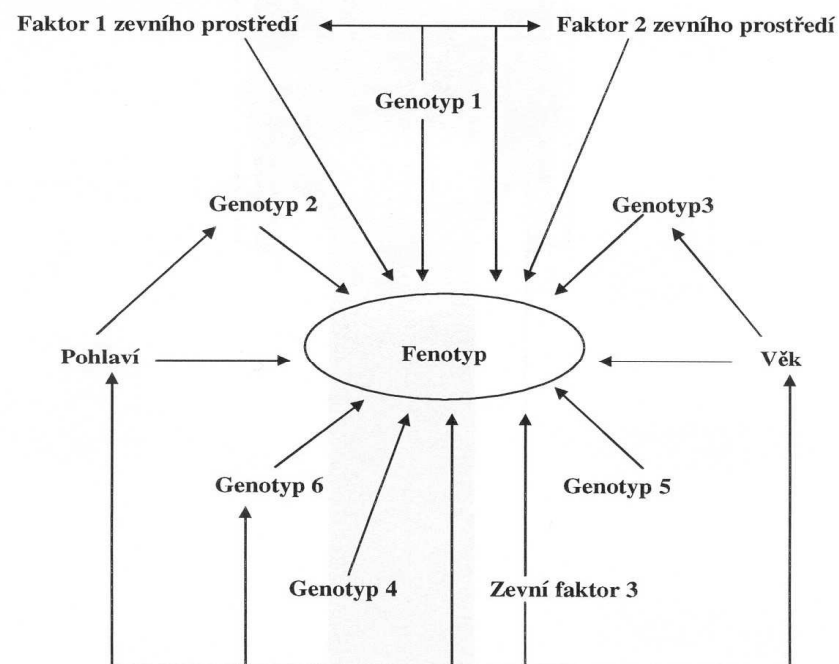 Faktor 1 zevního prostředí
Faktor 2 zevního prostředí
Genotyp 1
Genotyp 2
Genotyp3
Pohlaví
Fenotyp
Věk
Genotyp 6
Genotyp 5
Genotyp 4
Zevní faktor 3